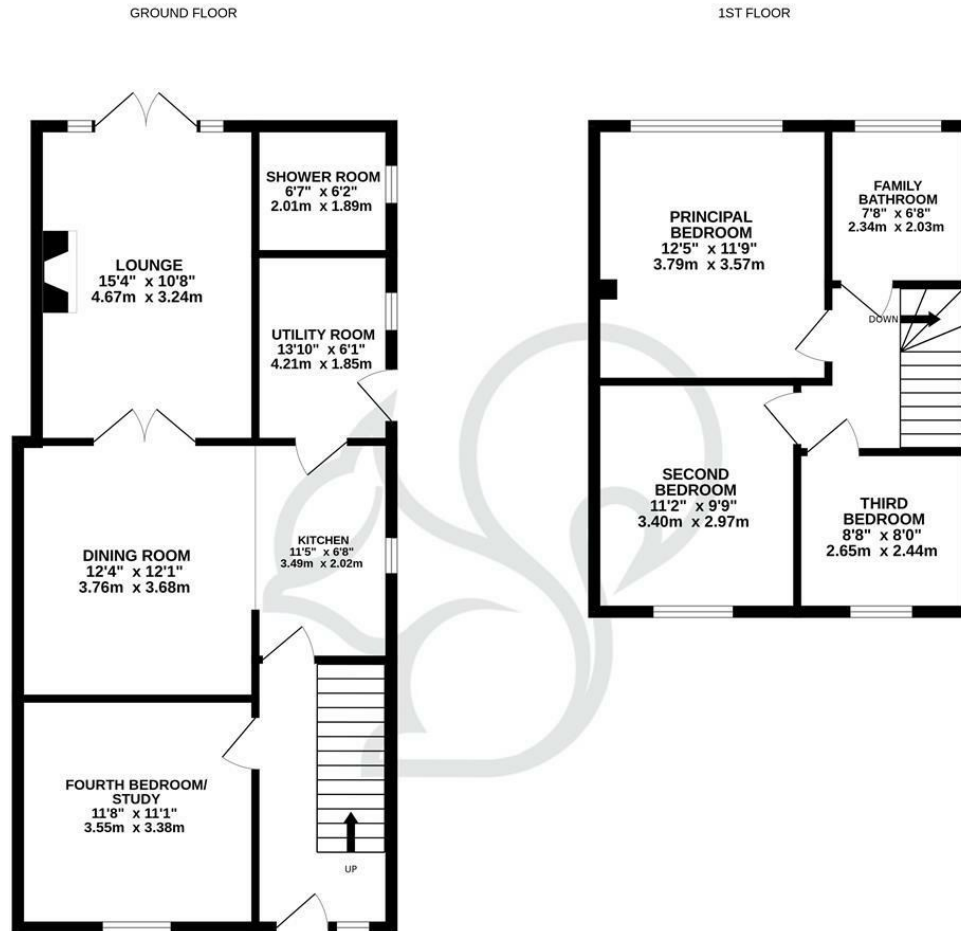 GROUND FLOOR
1ST FLOOR
SHOWER ROOM
6'7" x 6'2"
2.01m x 1.89m
LOUNGE
15'4" x 10'8"
4.67m x 3.24m
UTILITY ROOM
13'10" x 6'1"
4.21m x 1.85m
KITCHEN
11'5" x 6'8"
3.49m x 2.02m
DINING ROOM
12'4" x 12'1"
3.76m x 3.68m
FOURTH BEDROOM/
STUDY
11'8" x 11'1"
3.55m x 3.38m
UP
PRINCIPAL
BEDROOM
12'5" x 11'9"
3.79m x 3.57m
FAMILY
BATHROOM
7'8" x 6'8"
2.34m x 2.03m
DOWN
SECOND
BEDROOM
11'2" x 9'9"
3.40m x 2.97m
THIRD
BEDROOM
8'8" x 8'0"
2.65m x 2.44m